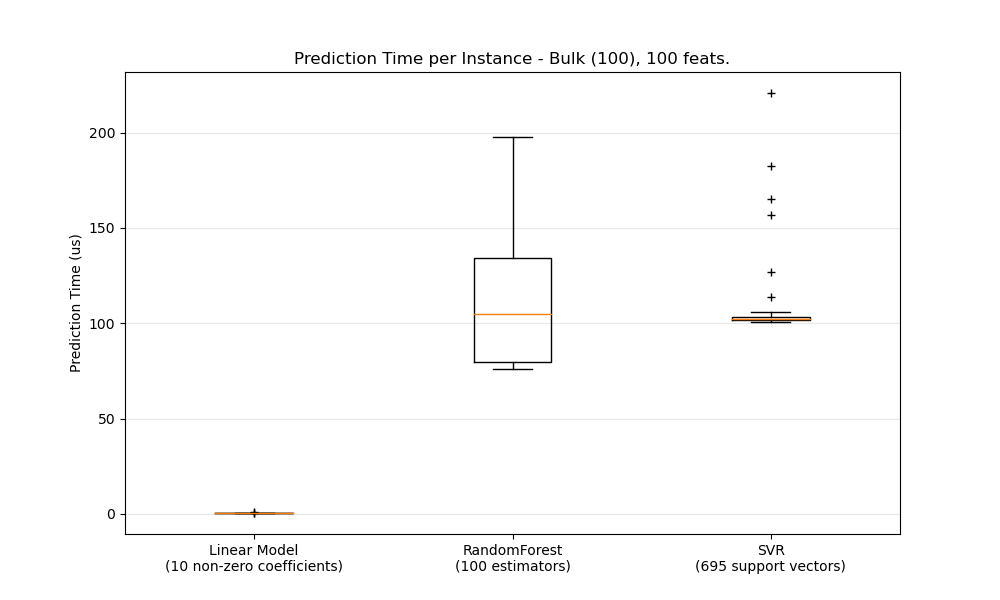 Prediction Time per Instance - Bulk (100), 100 feats.
Prediction Time (us)
200
150
100
50
0
Linear Model
(10 non-zero coefficients)
RandomForest
(100 estimators)
SVR
(695 support vectors)